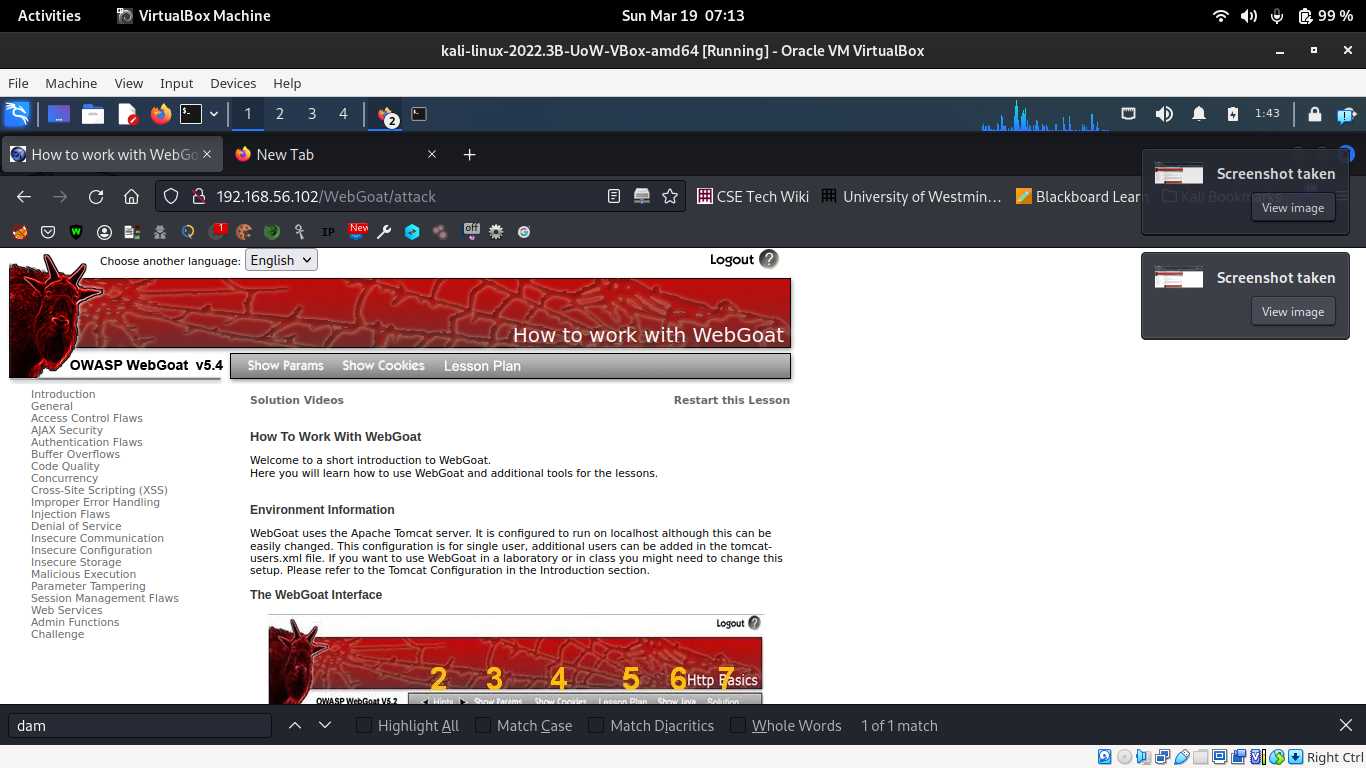 Activities
VirtualBox Machine
Sun Mar 19 07:13
99 %
kali-linux-2022.3B-UoW-VBox-amd64 [Running] - Oracle VM VirtualBox
File Machine View Input Devices Help
1 2 3 4
2
1:43
How to work with WebGo
New Tab
192.168.56.102/WebGoat/attack
CSE Tech Wiki
University of Westmin…
Blackboard Learn
Kali Bookmarks
Screenshot taken
View image
1
IP
New
off
Choose another language: English
Logout ?
Screenshot taken
View image
How to work with WebGoat
OWASP WebGoat v5.4
Show Params Show Cookies Lesson Plan
Introduction
General
Access Control Flaws
AJAX Security
Authentication Flaws
Buffer Overflows
Code Quality
Concurrency
Cross-Site Scripting (XSS)
Improper Error Handling
Injection Flaws
Denial of Service
Insecure Communication
Insecure Configuration
Insecure Storage
Malicious Execution
Parameter Tampering
Session Management Flaws
Web Services
Admin Functions
Challenge
Solution Videos
Restart this Lesson
How To Work With WebGoat
Welcome to a short introduction to WebGoat.
Here you will learn how to use WebGoat and additional tools for the lessons.
Environment Information
WebGoat uses the Apache Tomcat server. It is configured to run on localhost although this can be
easily changed. This configuration is for single user, additional users can be added in the tomcat-
users.xml file. If you want to use WebGoat in a laboratory or in class you might need to change this
setup. Please refer to the Tomcat Configuration in the Introduction section.
The WebGoat Interface
Logout ?
2 3 4 5 6 7
Http Basics
OWASP WebGoat V5.2
Hints Show Params Show Cookies Lesson Plan Show Java Solution
dam
Highlight All
Match Case
Match Diacritics
Whole Words
1 of 1 match
Right Ctrl